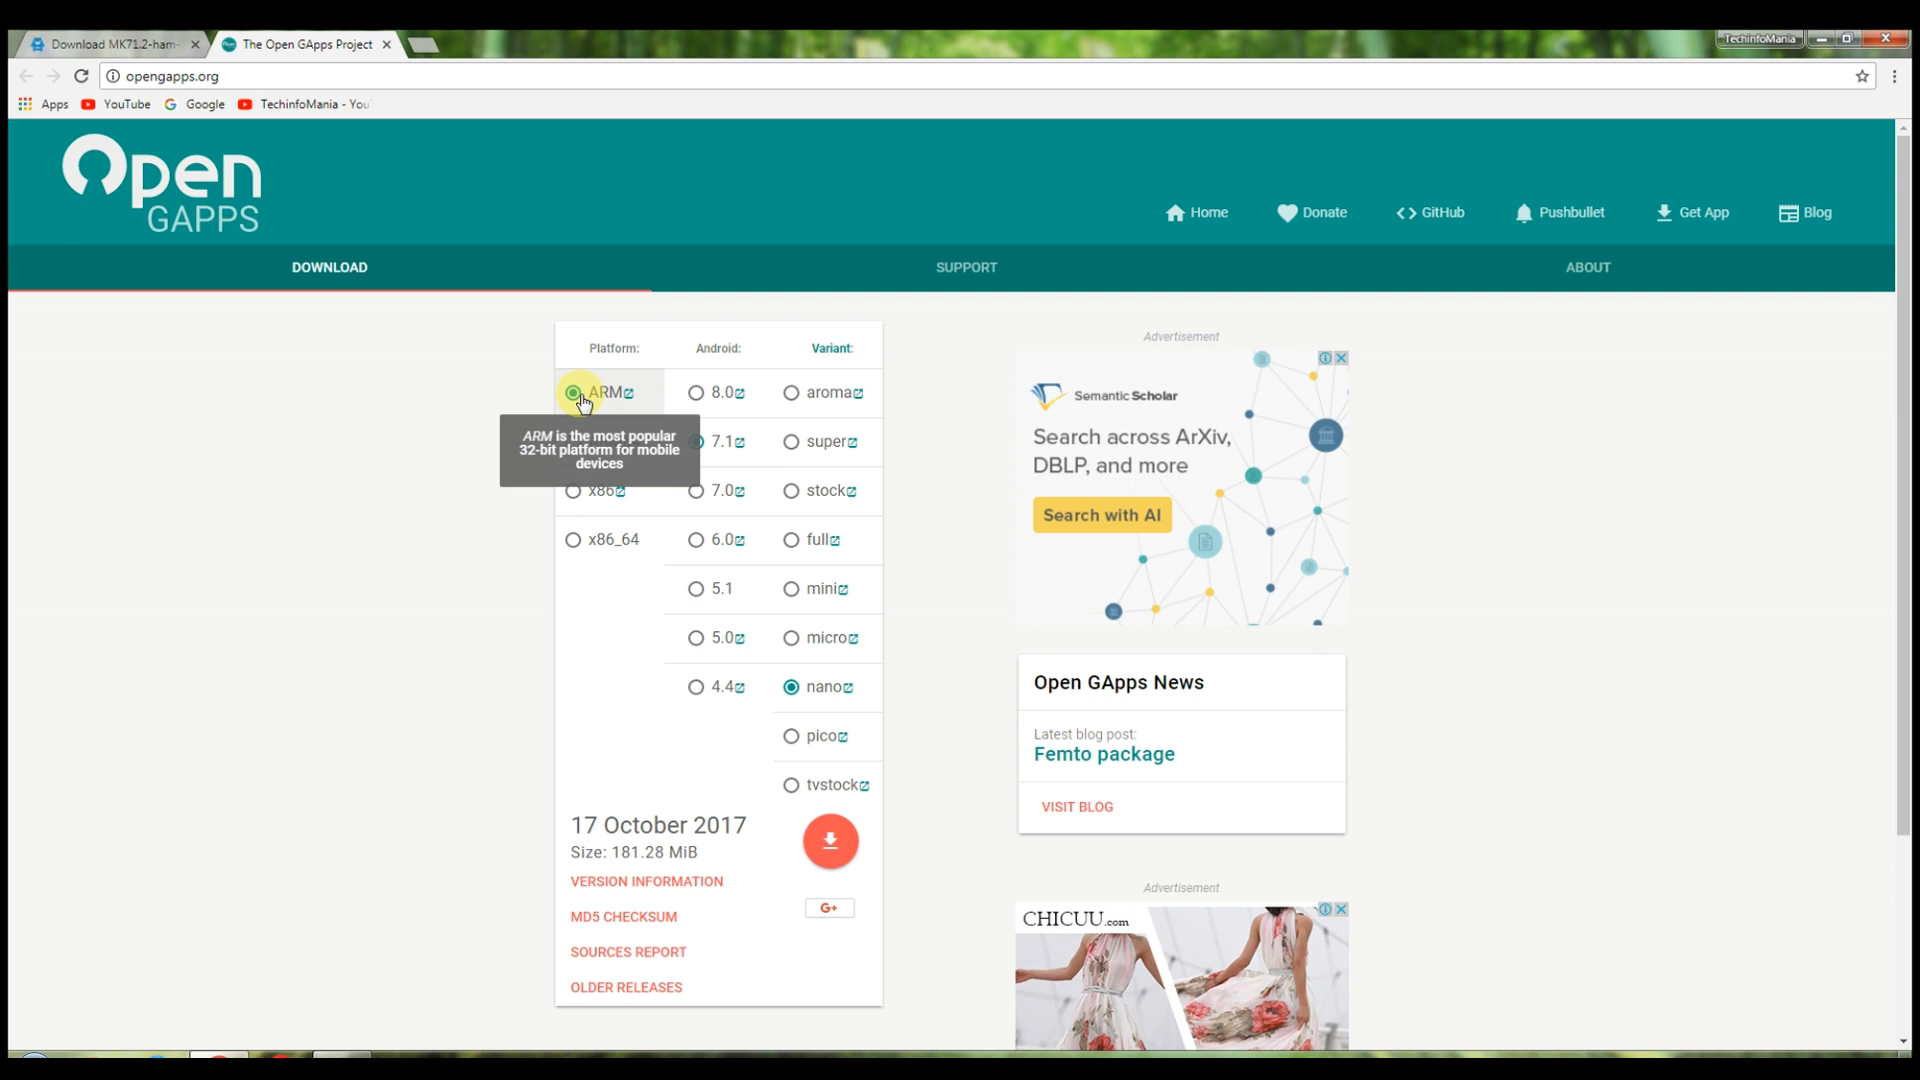 Download MK71.2-ham-
The Open GApps Project
TechinfoMania
opengapps.org
Apps
YouTube
Google
TechinfoMania - You
Open
GAPPS
Home
Donate
GitHub
Pushbullet
Get App
Blog
DOWNLOAD
SUPPORT
ABOUT
Platform:
Android:
Variant:
ARM
8.0
aroma
ARM is the most popular
32-bit platform for mobile
devices
7.1
super
x86
7.0
stock
x86_64
6.0
full
5.1
mini
5.0
micro
4.4
nano
pico
tvstock
17 October 2017
Size: 181.28 MiB
VERSION INFORMATION
MD5 CHECKSUM
SOURCES REPORT
OLDER RELEASES
G+
Advertisement
Semantic Scholar
Search across ArXiv,
DBLP, and more
Search with AI
Open GApps News
Latest blog post:
Femto package
VISIT BLOG
Advertisement
CHICUU.com